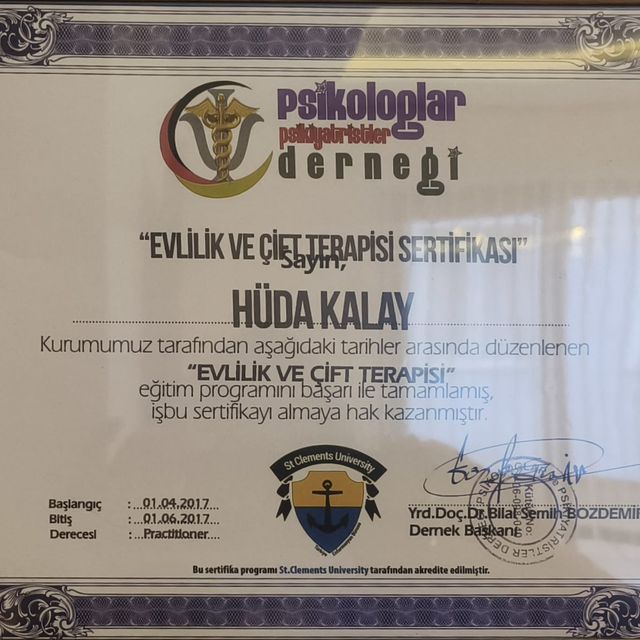 psikologlar
psikiyatristler
derneği
"EVLİLİK VE ÇİFT TERAPİSİ SERTİFİKASI"
Sayın,
HÜDA KALAY
Kurumumuz tarafından aşağıdaki tarihler arasında düzenlenen
"EVLİLİK VE ÇİFT TERAPİSİ"
eğitim programını başarı ile tamamlamış,
işbu sertifikayı almaya hak kazanmıştır.
St Clements University
Başlangıç : 01.04.2017
Bitiş : 01.06.2017
Derecesi : Practitioner
Yrd.Doç.Dr.Bilal Semih BOZDEMİR
Dernek Başkanı
Bu sertifika programı St.Clements University tarafından akredite edilmiştir.